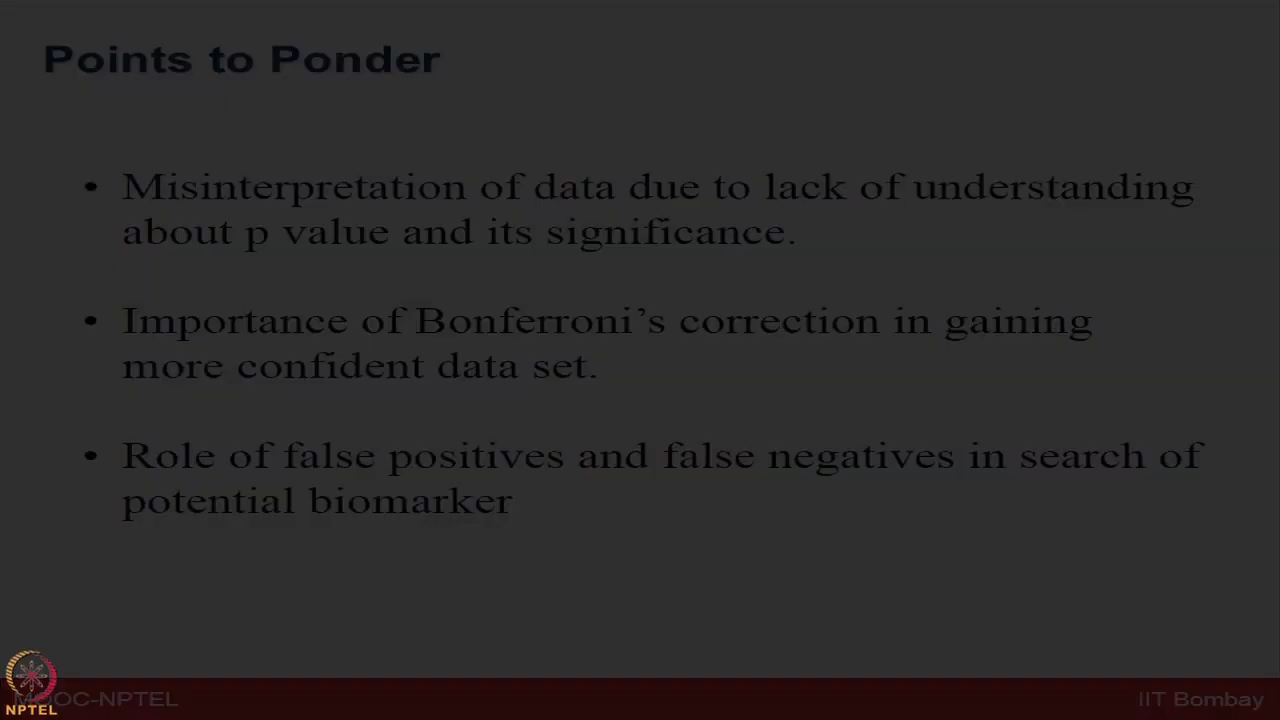 Points to Ponder
• Misinterpretation of data due to lack of understanding
about p value and its significance.
• Importance of Bonferroni’s correction in gaining
more confident data set.
• Role of false positives and false negatives in search of
potential biomarker
MOOC-NPTEL
NPTEL
IIT Bombay